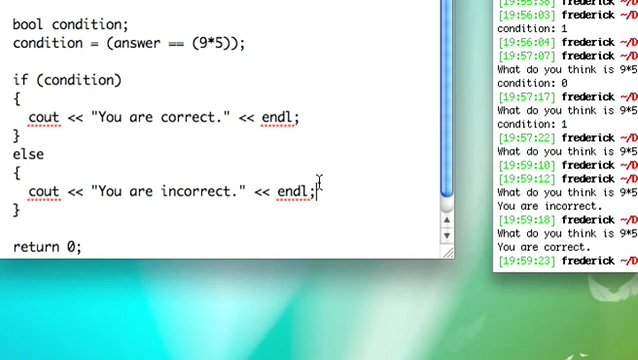 bool condition;
condition = (answer == (9*5));
if (condition)
{
cout << "You are correct." << endl;
}
else
{
cout << "You are incorrect." << endl;
}
return 0;
[19:56:03] frederick ~/D
condition: 1
[19:56:04] frederick ~/D
[19:57:07] frederick ~/D
What do you think is 9*5
condition: 0
[19:57:17] frederick ~/D
What do you think is 9*5
condition: 1
[19:57:22] frederick ~/D
What do you think is 9*5
[19:59:10] frederick ~/D
[19:59:12] frederick ~/D
What do you think is 9*5
You are incorrect.
[19:59:18] frederick ~/D
What do you think is 9*5
You are correct.
[19:59:23] frederick ~/D